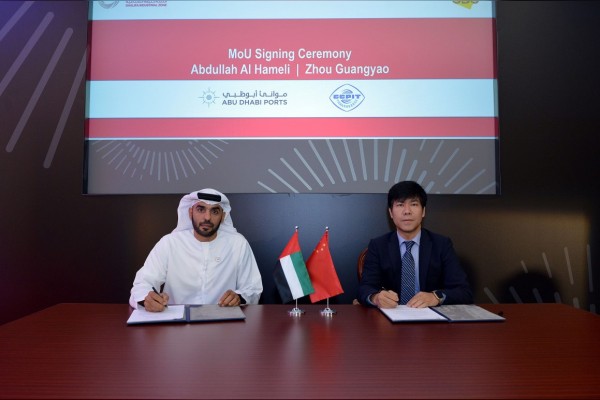 MoU Signing Ceremony
Abdullah Al Hameli | Zhou Guangyao
موانئ أبوظبي
ABU DHABI PORTS
CCPIT